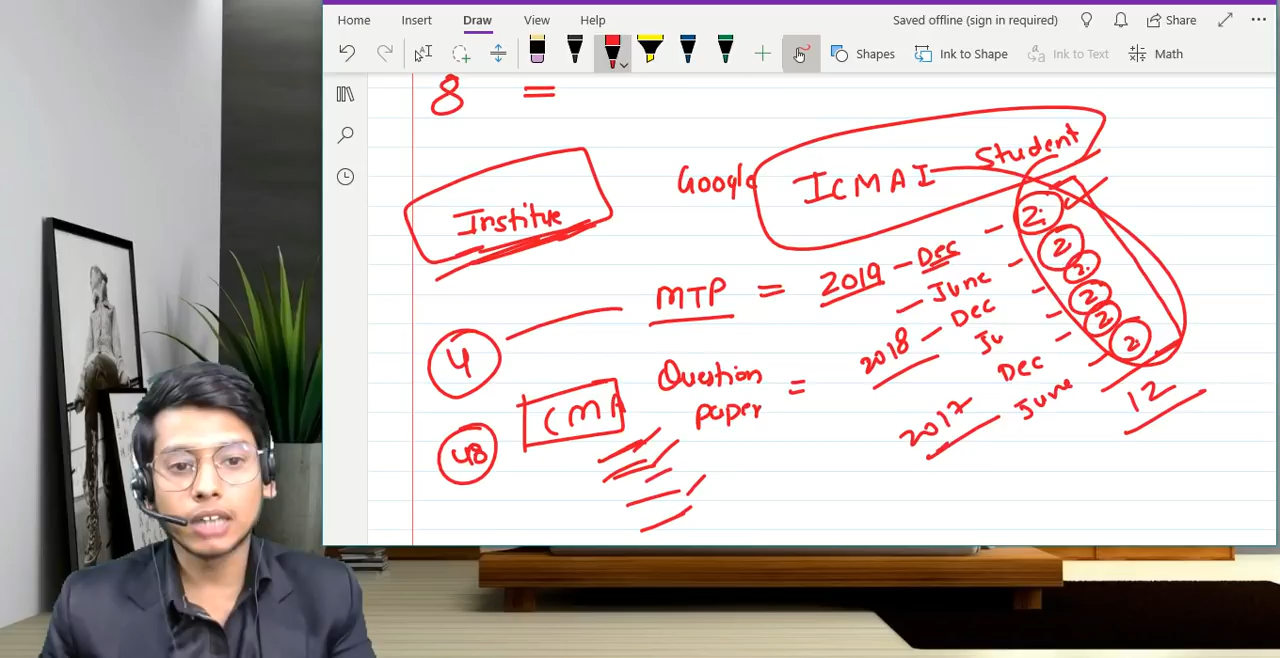 Home Insert Draw View Help Saved offline (sign in required) Share
Ink to Shape Ink to Text Math Shapes
8 =
Institue
Google ICMAI Student
MTP = 2019 - Dec - 2
- June - 2
2018 - Dec - 2
Ju - 2
Dec - 2
2017 - June - 2
12
4
Question paper =
CMA
48